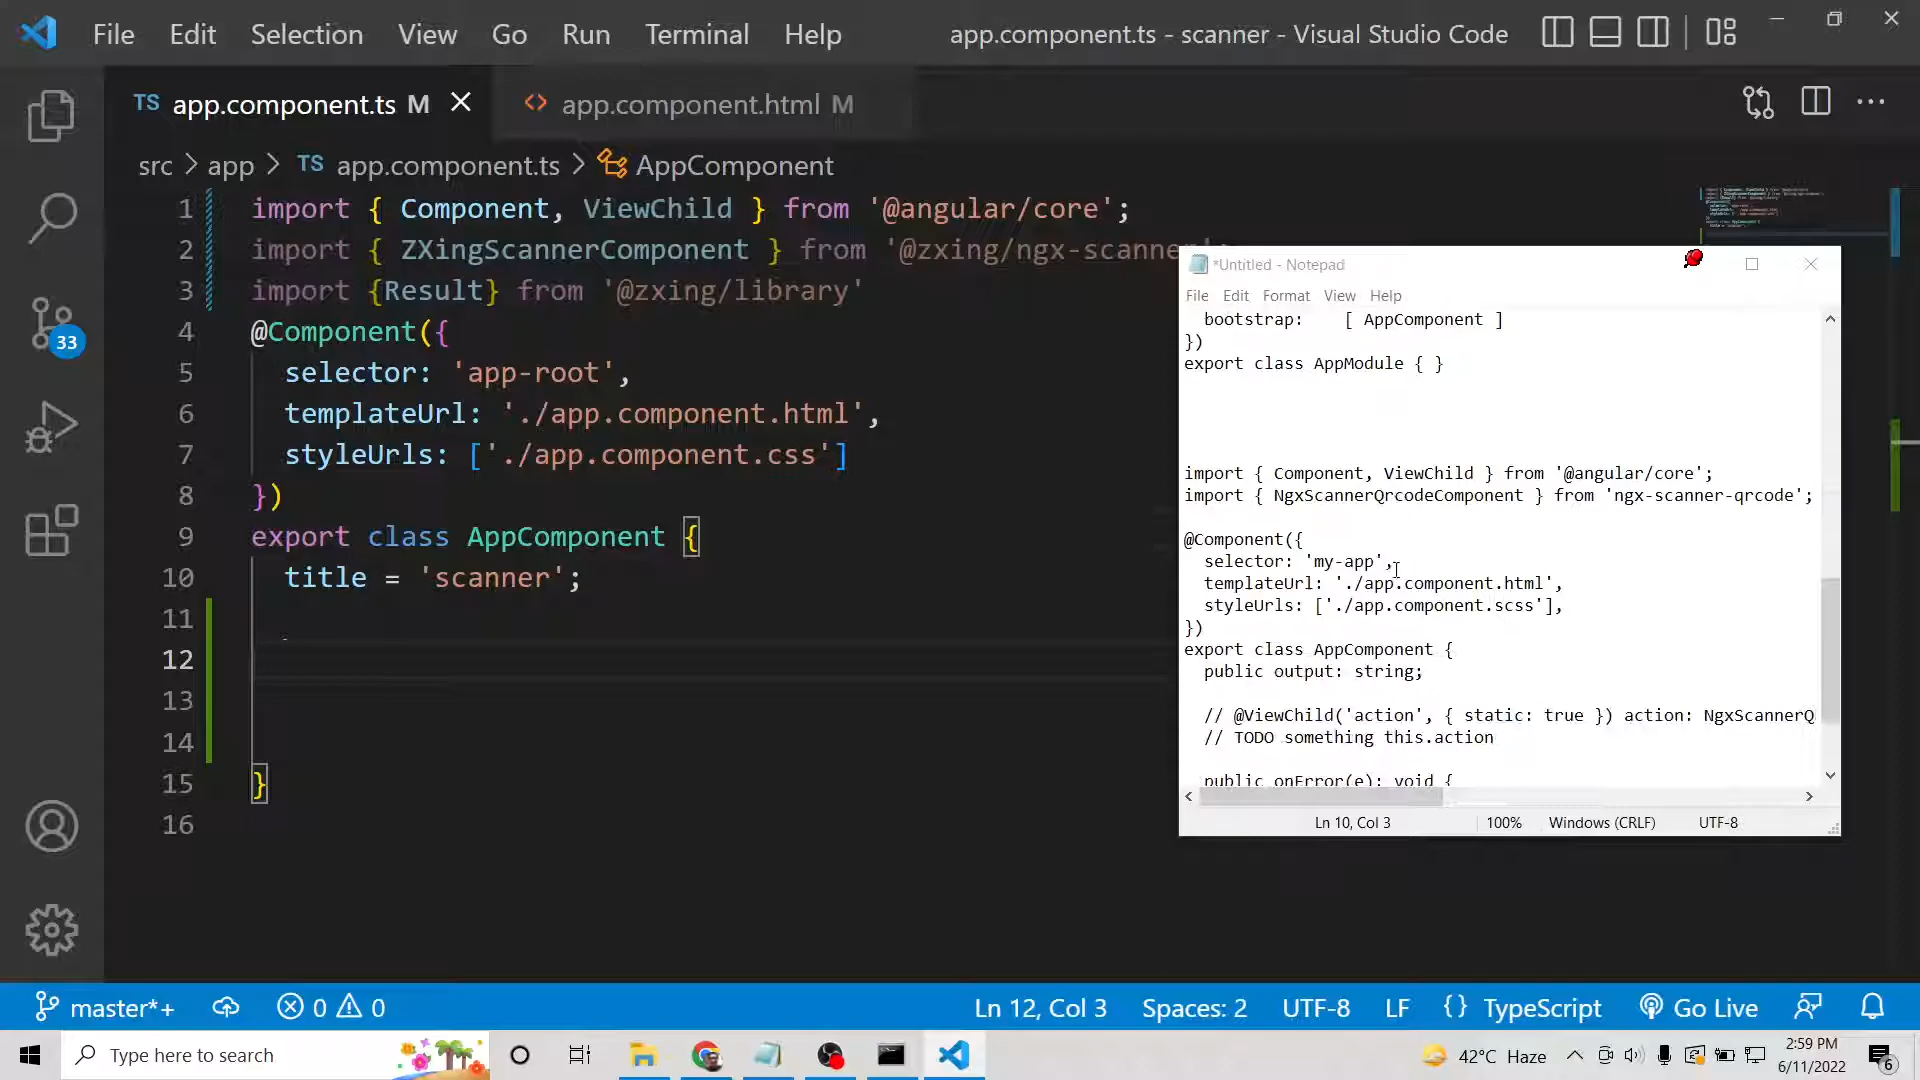 File Edit Selection View Go Run Terminal Help app.component.ts - scanner - Visual Studio Code
TS app.component.ts M app.component.html M
src > app > TS app.component.ts > AppComponent
1 import { Component, ViewChild } from '@angular/core';
2 import { ZXingScannerComponent } from '@zxing/ngx-scanne
3 import {Result} from '@zxing/library'
4 @Component({
5 selector: 'app-root',
6 templateUrl: './app.component.html',
7 styleUrls: ['./app.component.css']
8 })
9 export class AppComponent {
10 title = 'scanner';
11
12
13
14
15 }
16
33
*Untitled - Notepad
File Edit Format View Help
bootstrap: [ AppComponent ]
})
export class AppModule { }
import { Component, ViewChild } from '@angular/core';
import { NgxScannerQrcodeComponent } from 'ngx-scanner-qrcode';
@Component({
selector: 'my-app',
templateUrl: './app.component.html',
styleUrls: ['./app.component.scss'],
})
export class AppComponent {
public output: string;
// @ViewChild('action', { static: true }) action: NgxScannerQ
// TODO something this.action
public onError(e): void {
Ln 10, Col 3 100% Windows (CRLF) UTF-8
master*+ 0 0 Ln 12, Col 3 Spaces: 2 UTF-8 LF {} TypeScript Go Live
Type here to search 42°C Haze 2:59 PM
6/11/2022 6